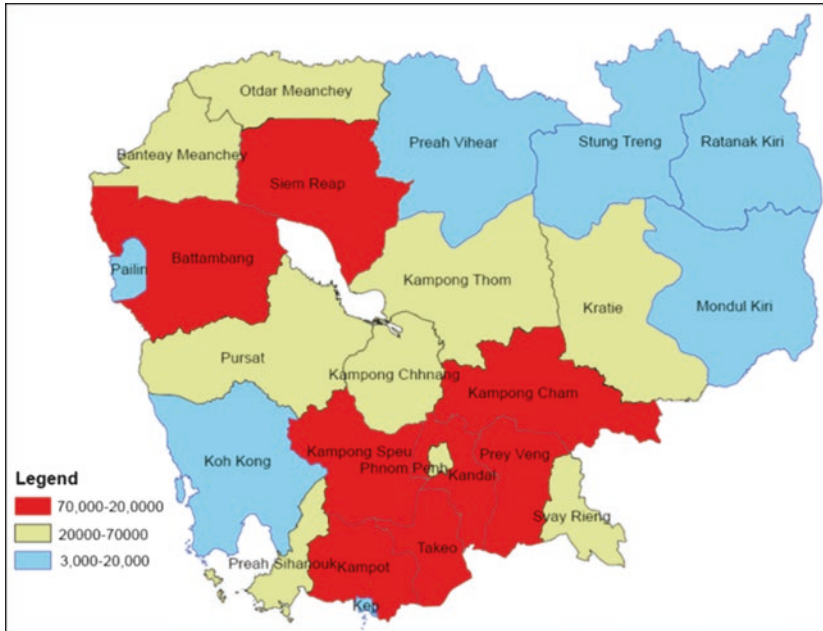 Otdar Meanchey
Banteay Meanchey
Preah Vihear
Stung Treng
Ratanak Kiri
Siem Reap
Pailin
Battambang
Kampong Thom
Kratie
Mondul Kiri
Pursat
Kampong Chhnang
Kampong Cham
Koh Kong
Kampong Speu
Phnom Penh
Kandal
Prey Veng
Svay Rieng
Preah Sihanouk
Kampot
Takeo
Kep
Legend
70,000-20,0000
20000-70000
3,000-20,000